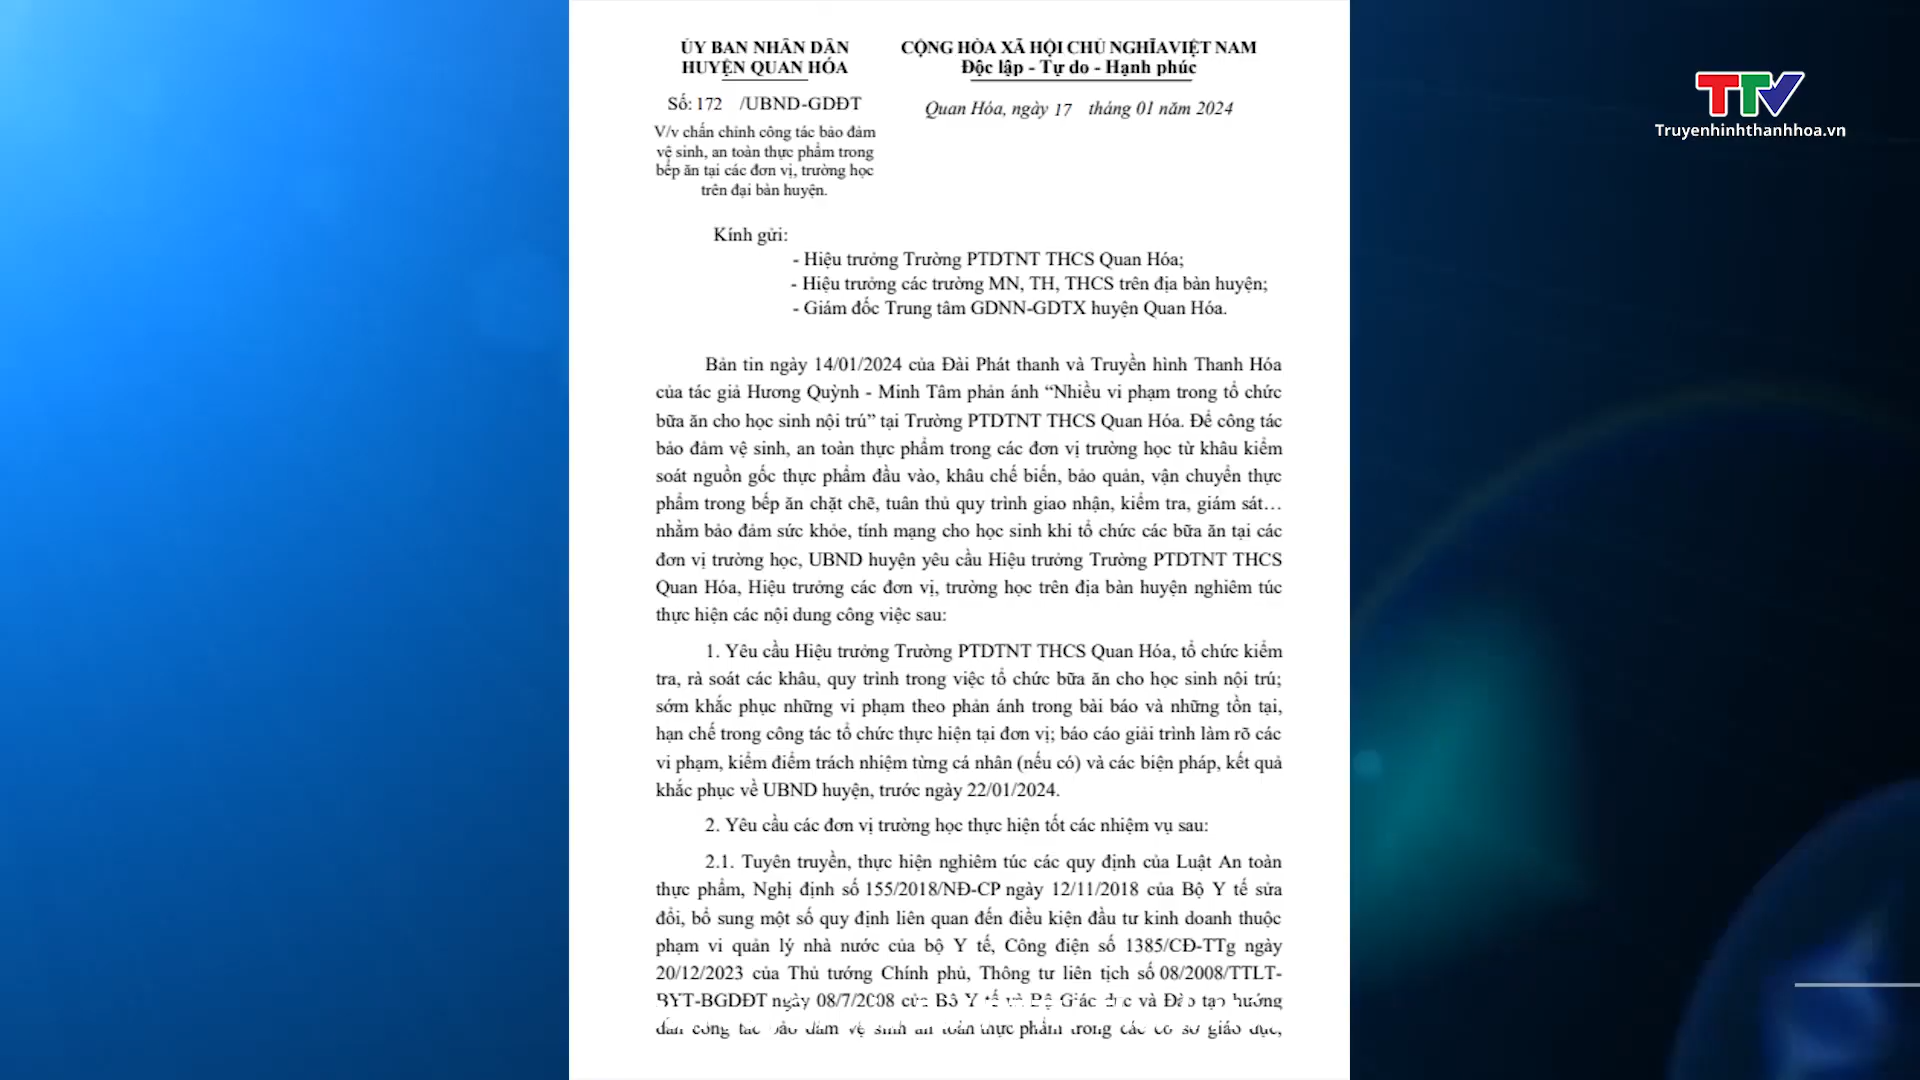 ỦY BAN NHÂN DÂN
HUYỆN QUAN HÓA
CỘNG HÒA XÃ HỘI CHỦ NGHĨAVIỆT NAM
Độc lập - Tự do - Hạnh phúc
Số: 172 /UBND-GDĐT
Quan Hóa, ngày 17 tháng 01 năm 2024
V/v chấn chỉnh công tác bảo đảm
vệ sinh, an toàn thực phẩm trong
bếp ăn tại các đơn vị, trường học
trên đại bàn huyện.
TTV
Truyenhinhthanhhoa.vn
Kính gửi:
- Hiệu trưởng Trường PTDTNT THCS Quan Hóa;
- Hiệu trưởng các trường MN, TH, THCS trên địa bàn huyện;
- Giám đốc Trung tâm GDNN-GDTX huyện Quan Hóa.
Bản tin ngày 14/01/2024 của Đài Phát thanh và Truyền hình Thanh Hóa
của tác giả Hương Quỳnh - Minh Tâm phản ánh “Nhiều vi phạm trong tổ chức
bữa ăn cho học sinh nội trú” tại Trường PTDTNT THCS Quan Hóa. Để công tác
bảo đảm vệ sinh, an toàn thực phẩm trong các đơn vị trường học từ khâu kiểm
soát nguồn gốc thực phẩm đầu vào, khâu chế biến, bảo quản, vận chuyển thực
phẩm trong bếp ăn chặt chẽ, tuân thủ quy trình giao nhận, kiểm tra, giám sát…
nhằm bảo đảm sức khỏe, tính mạng cho học sinh khi tổ chức các bữa ăn tại các
đơn vị trường học, UBND huyện yêu cầu Hiệu trưởng Trường PTDTNT THCS
Quan Hóa, Hiệu trưởng các đơn vị, trường học trên địa bàn huyện nghiêm túc
thực hiện các nội dung công việc sau:
1. Yêu cầu Hiệu trưởng Trường PTDTNT THCS Quan Hóa, tổ chức kiểm
tra, rà soát các khâu, quy trình trong việc tổ chức bữa ăn cho học sinh nội trú;
sớm khắc phục những vi phạm theo phản ánh trong bài báo và những tồn tại,
hạn chế trong công tác tổ chức thực hiện tại đơn vị; báo cáo giải trình làm rõ các
vi phạm, kiểm điểm trách nhiệm từng cá nhân (nếu có) và các biện pháp, kết quả
khắc phục về UBND huyện, trước ngày 22/01/2024.
2. Yêu cầu các đơn vị trường học thực hiện tốt các nhiệm vụ sau:
2.1. Tuyên truyền, thực hiện nghiêm túc các quy định của Luật An toàn
thực phẩm, Nghị định số 155/2018/NĐ-CP ngày 12/11/2018 của Bộ Y tế sửa
đổi, bổ sung một số quy định liên quan đến điều kiện đầu tư kinh doanh thuộc
phạm vi quản lý nhà nước của bộ Y tế, Công điện số 1385/CĐ-TTg ngày
20/12/2023 của Thủ tướng Chính phủ, Thông tư liên tịch số 08/2008/TTLT-
BYT-BGDĐT ngày 08/7/2008 của Bộ Y tế và Bộ Giáo dục và Đào tạo hướng
dẫn công tác bảo đảm vệ sinh an toàn thực phẩm trong các cơ sở giáo dục,